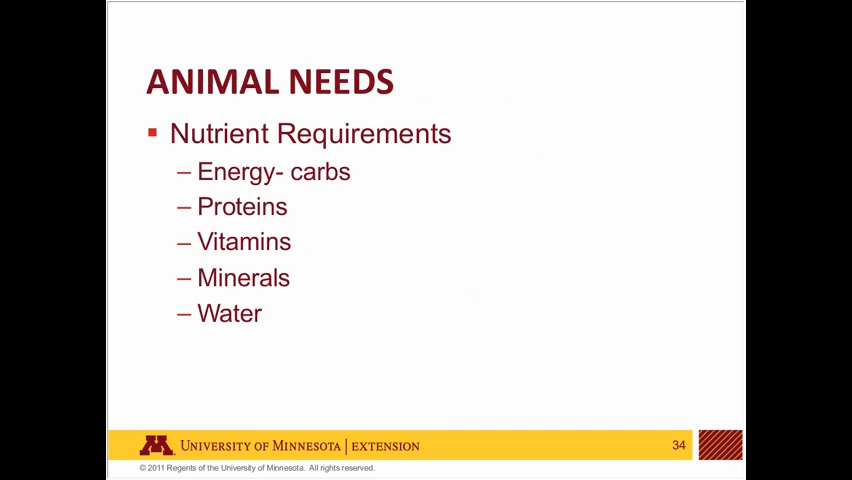 ANIMAL NEEDS
▪ Nutrient Requirements
– Energy- carbs
– Proteins
– Vitamins
– Minerals
– Water
M UNIVERSITY OF MINNESOTA | EXTENSION
34
© 2011 Regents of the University of Minnesota. All rights reserved.